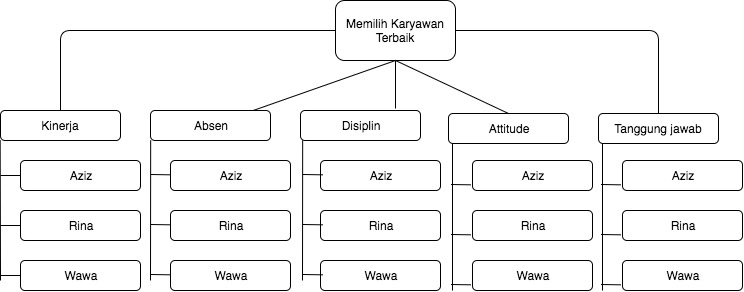 Memilih Karyawan
Terbaik
Kinerja
Absen
Disiplin
Attitude
Tanggung jawab
Aziz
Aziz
Aziz
Aziz
Aziz
Rina
Rina
Rina
Rina
Rina
Wawa
Wawa
Wawa
Wawa
Wawa